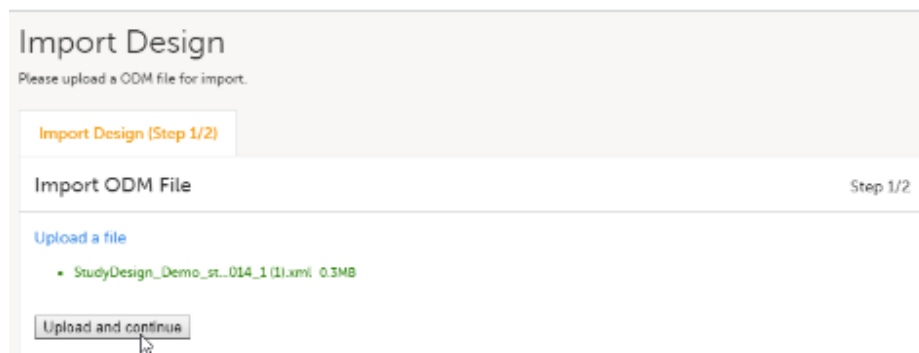 Import Design
Please upload a ODM file for import.
Import Design (Step 1/2)
Import ODM File
Step 1/2
Upload a file
StudyDesign_Demo_st...014_1 (1).xml 0.3MB
Upload and continue